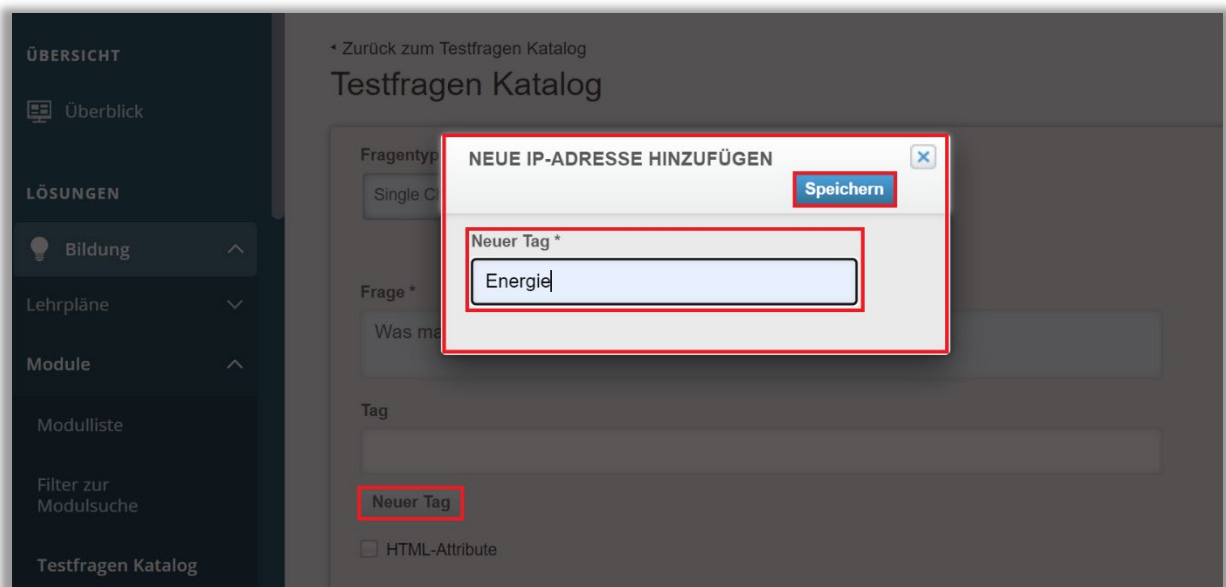 ÜBERSICHT
Überblick
LÖSUNGEN
Bildung
Lehrpläne
Module
Modulliste
Filter zur
Modulsuche
Testfragen Katalog
Zurück zum Testfragen Katalog
Testfragen Katalog
Fragentyp
Single
NEUE IP-ADRESSE HINZUFÜGEN
Speichern
Neuer Tag *
Energie
Frage *
Was
Tag
Neuer Tag
HTML-Attribute